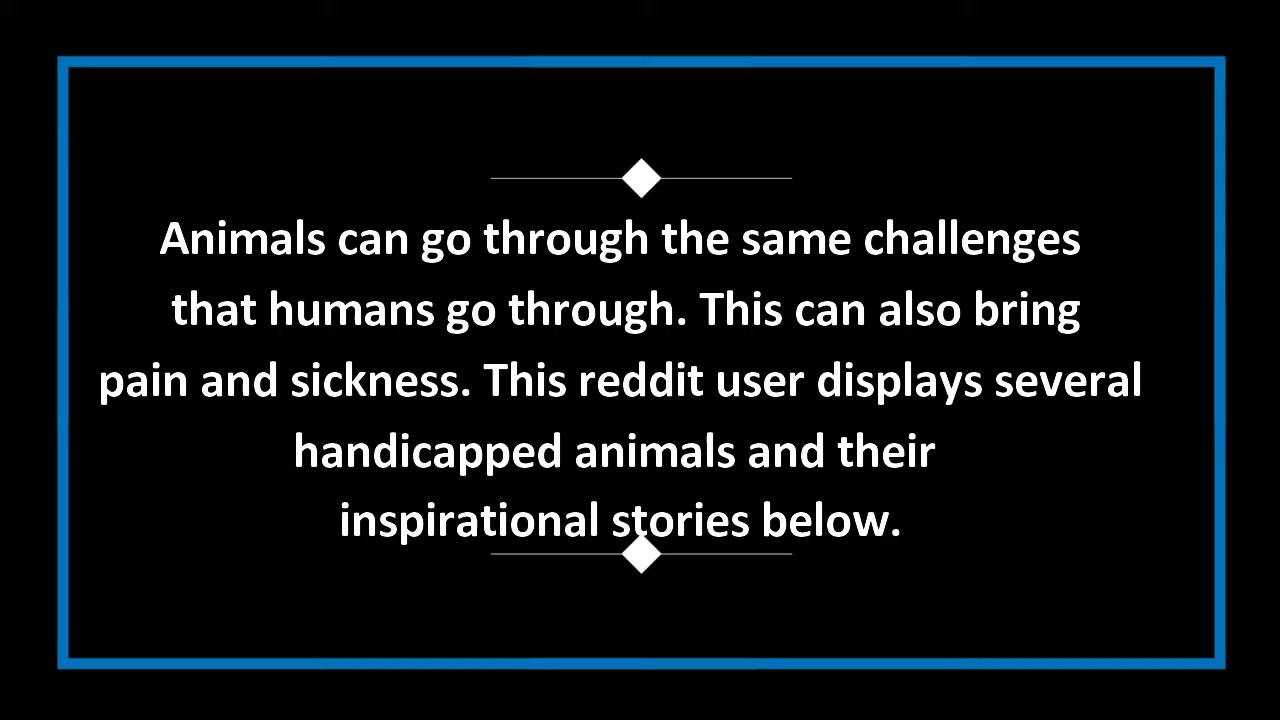 Animals can go through the same challenges
that humans go through. This can also bring
pain and sickness. This reddit user displays several
handicapped animals and their
inspirational stories below.